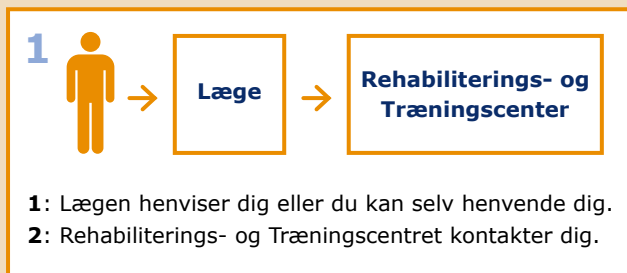 1
Læge
Rehabiliterings- og
Træningscenter
1: Lægen henviser dig eller du kan selv henvende dig.
2: Rehabiliterings- og Træningscentret kontakter dig.